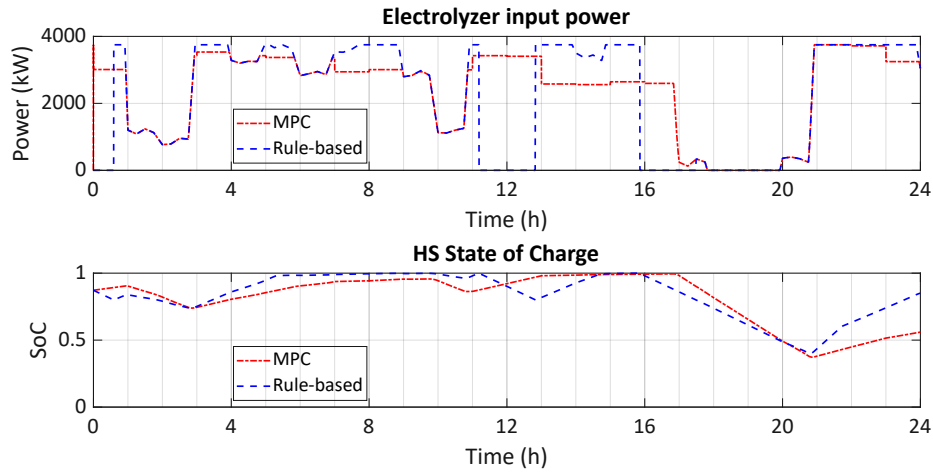 Electrolyzer input power
Power (kW)
4000
2000
0
MPC
Rule-based
0 4 8 12 16 20 24
Time (h)
HS State of Charge
SoC
1
0.5
0
MPC
Rule-based
0 4 8 12 16 20 24
Time (h)